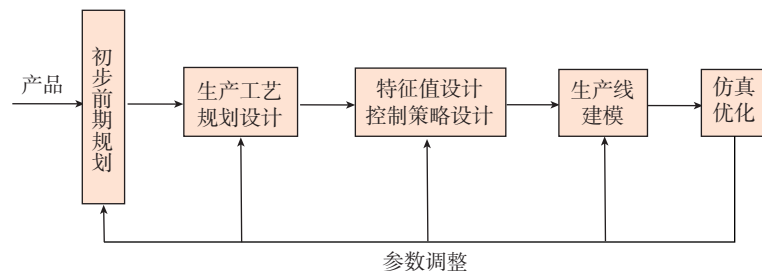 产品
初步前期规划
生产工艺
规划设计
特征值设计
控制策略设计
生产线
建模
仿真
优化
参数调整